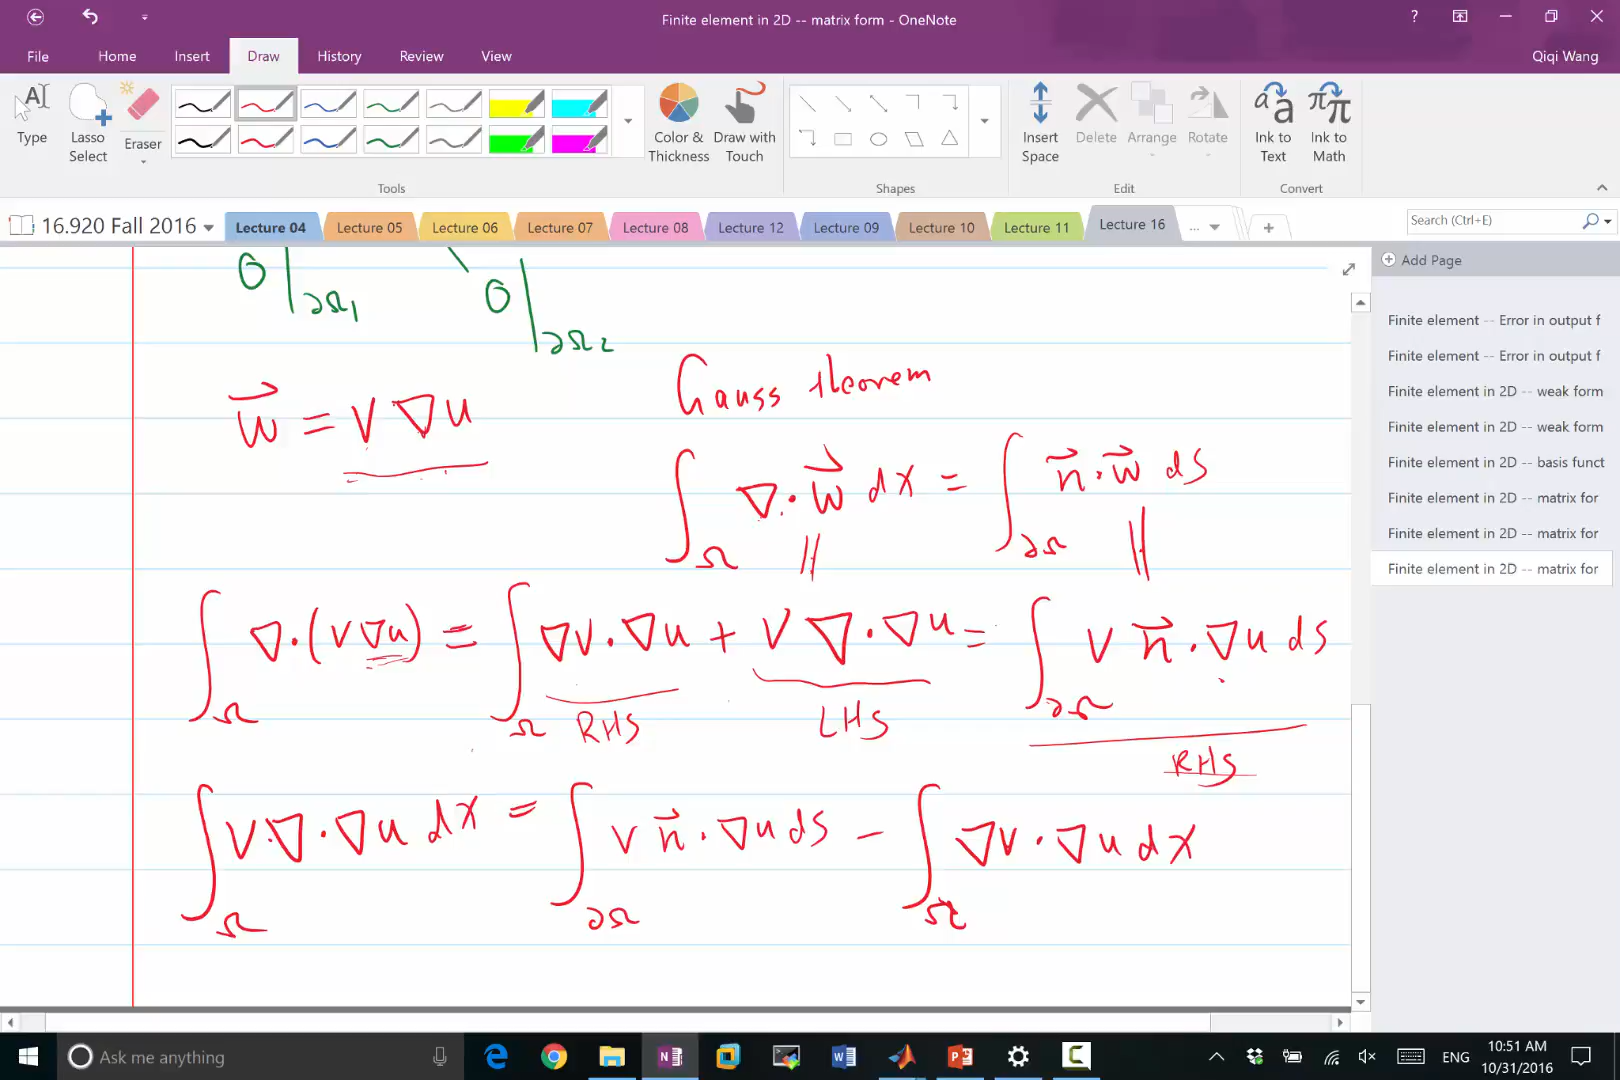 Finite element in 2D -- matrix form - OneNote
?
File Home Insert Draw History Review View
Qiqi Wang
Type
Lasso Select
Eraser
Color & Thickness
Draw with Touch
Insert Space
Delete
Arrange
Rotate
Ink to Text
Ink to Math
Tools Shapes Edit Convert
16.920 Fall 2016 Lecture 04 Lecture 05 Lecture 06 Lecture 07 Lecture 08 Lecture 12 Lecture 09 Lecture 10 Lecture 11 Lecture 16 ... +
Search (Ctrl+E)
Add Page
Finite element -- Error in output f
Finite element -- Error in output f
Finite element in 2D -- weak form
Finite element in 2D -- weak form
Finite element in 2D -- basis funct
Finite element in 2D -- matrix for
Finite element in 2D -- matrix for
Finite element in 2D -- matrix for
0|∂Ω₁ 0|∂Ω₂
w⃗ = v ∇u
Gauss theorem
∫_Ω ∇·w⃗ dx = ∫_∂Ω n⃗·w⃗ ds
|| ||
∫_Ω ∇·(v∇u) = ∫_Ω ∇v·∇u + v∇·∇u = ∫_∂Ω v n⃗·∇u ds
RHS LHS RHS
∫_Ω v∇·∇u dx = ∫_∂Ω v n⃗·∇u ds − ∫_Ω ∇v·∇u dx
Ask me anything
ENG
10:51 AM
10/31/2016